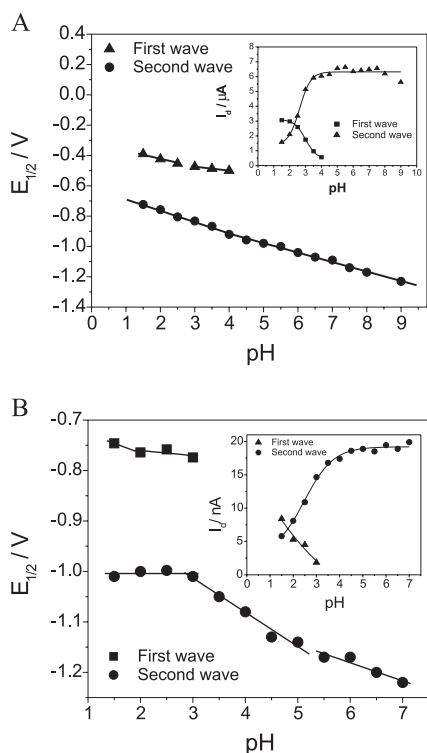 A
First wave
Second wave
E1/2 / V
0.4
0.2
0.0
-0.2
-0.4
-0.6
-0.8
-1.0
-1.2
-1.4
0 1 2 3 4 5 6 7 8 9
pH
Id / μA
8
7
6
5
4
3
2
1
0
First wave
Second wave
0 1 2 3 4 5 6 7 8 9 10
pH
B
E1/2 / V
-0.7
-0.8
-0.9
-1.0
-1.1
-1.2
First wave
Second wave
1 2 3 4 5 6 7
pH
Id / nA
20
15
10
5
0
First wave
Second wave
0 1 2 3 4 5 6 7
pH